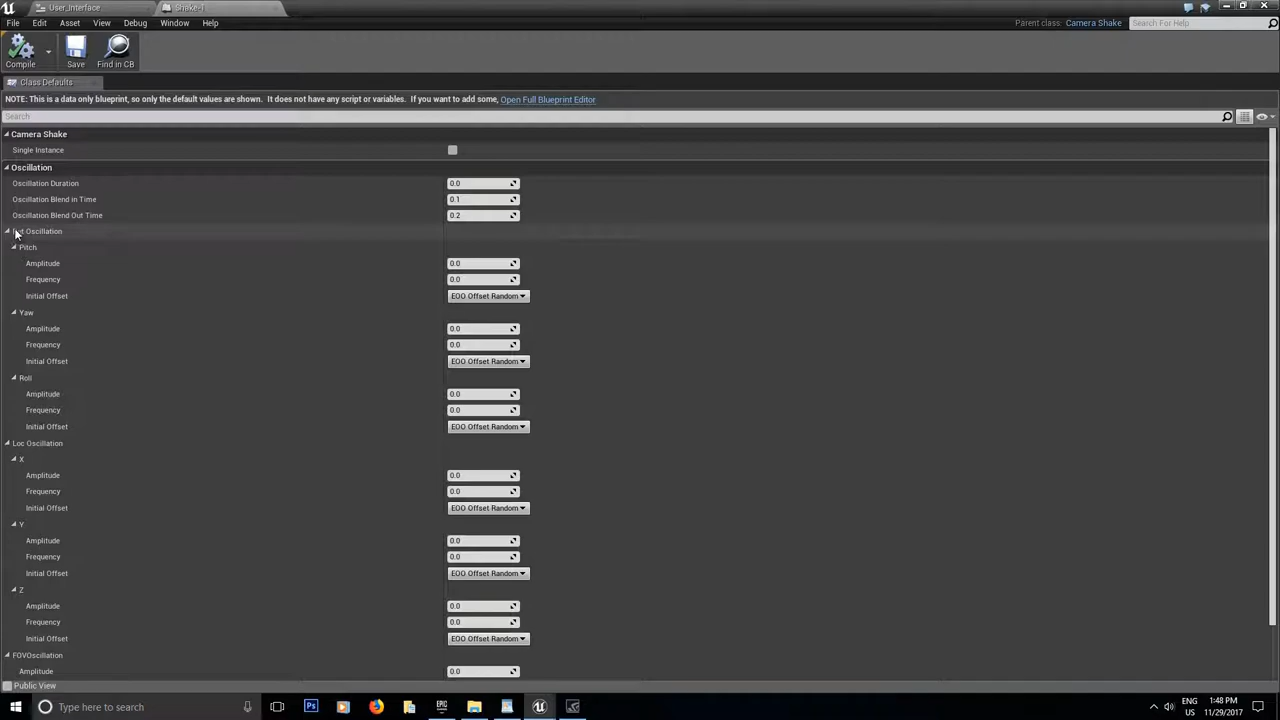 User_Interface Shake-1
File Edit Asset View Debug Window Help Parent class: Camera Shake Search For Help
Compile Save Find in CB
Class Defaults
NOTE: This is a data only blueprint, so only the default values are shown. It does not have any script or variables. If you want to add some, Open Full Blueprint Editor
Search
Camera Shake
Single Instance
Oscillation
Oscillation Duration 0.0
Oscillation Blend in Time 0.1
Oscillation Blend Out Time 0.2
Oscillation
Pitch
Amplitude 0.0
Frequency 0.0
Initial Offset EOO Offset Random
Yaw
Amplitude 0.0
Frequency 0.0
Initial Offset EOO Offset Random
Roll
Amplitude 0.0
Frequency 0.0
Initial Offset EOO Offset Random
Loc Oscillation
X
Amplitude 0.0
Frequency 0.0
Initial Offset EOO Offset Random
Y
Amplitude 0.0
Frequency 0.0
Initial Offset EOO Offset Random
Z
Amplitude 0.0
Frequency 0.0
Initial Offset EOO Offset Random
FOVOscillation
Amplitude 0.0
Public View
Type here to search Ps EPIC ENG 1:48 PM
US 11/29/2017